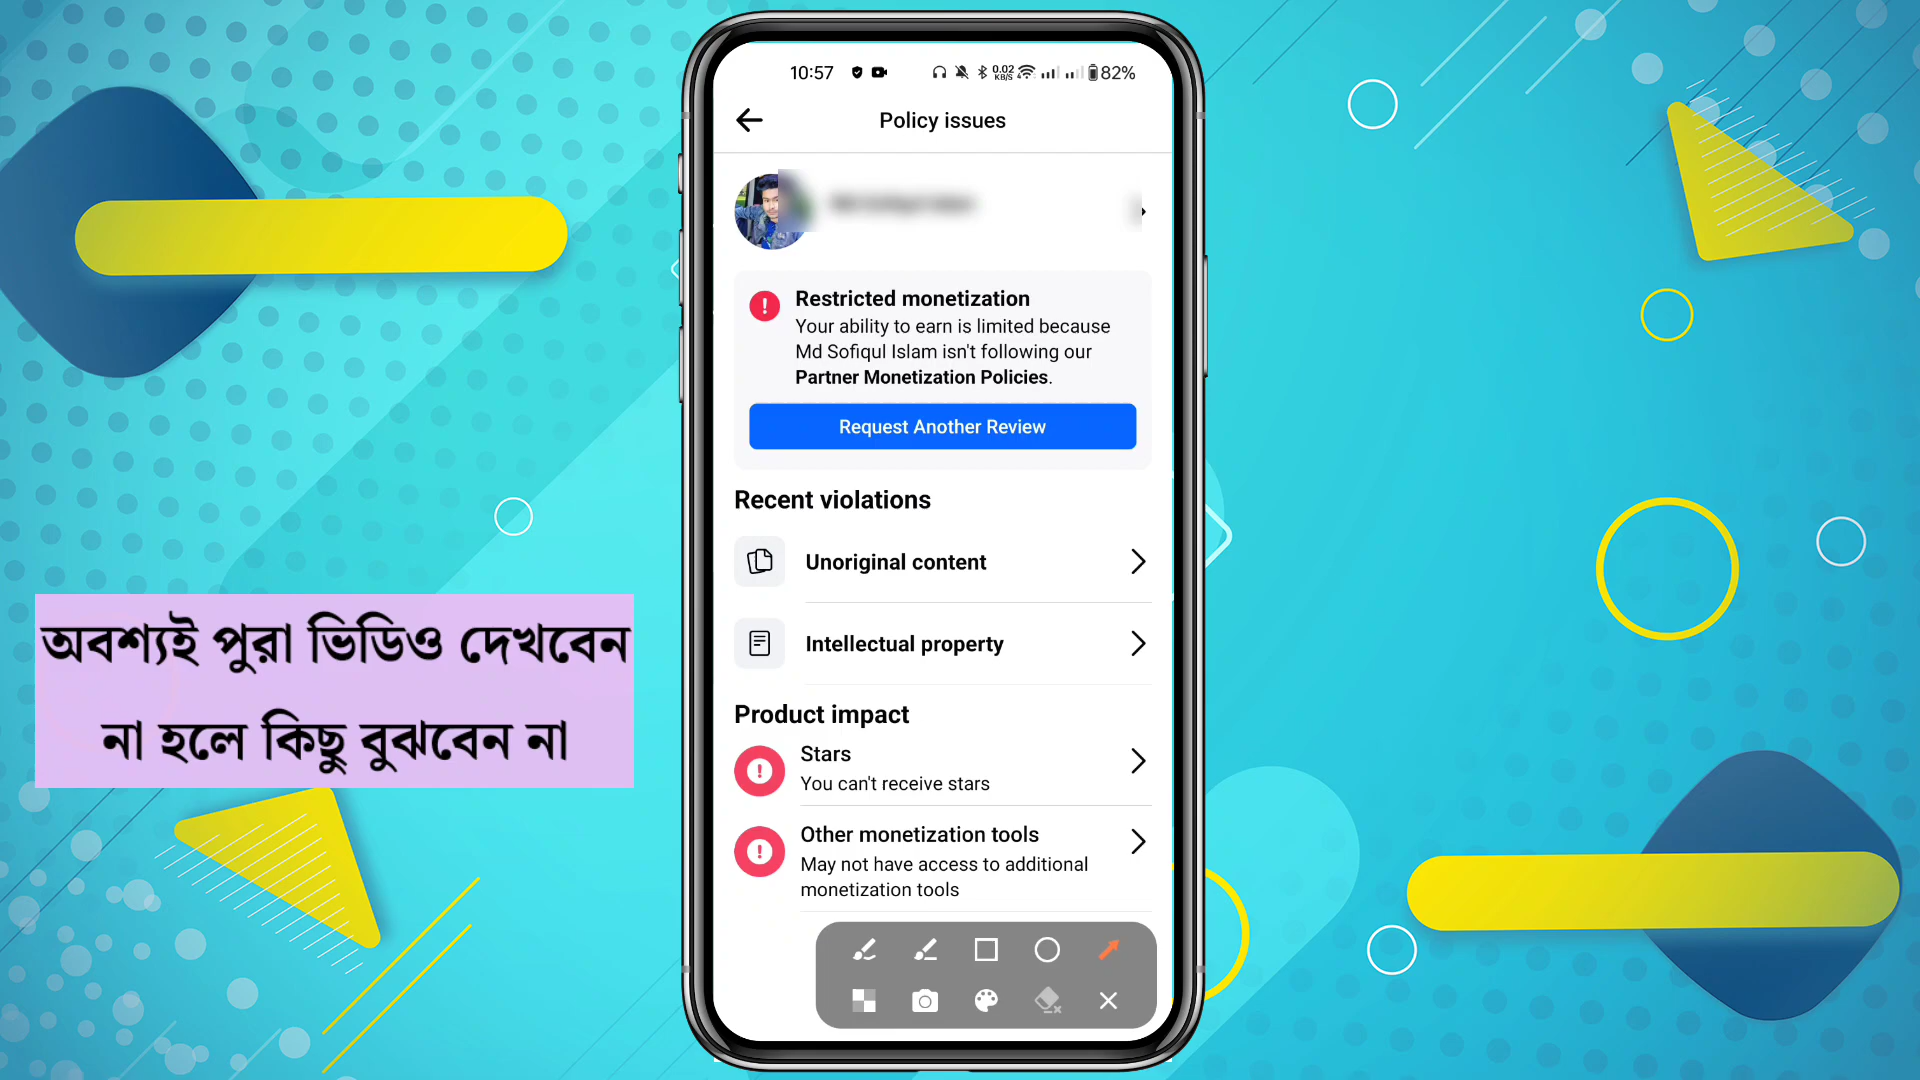 10:57
0.02
KB/S
82%
Policy issues
Restricted monetization
Your ability to earn is limited because
Md Sofiqul Islam isn't following our
Partner Monetization Policies.
Request Another Review
Recent violations
Unoriginal content
Intellectual property
Product impact
Stars
You can't receive stars
Other monetization tools
May not have access to additional
monetization tools
অবশ্যই পুরা ভিডিও দেখবেন
না হলে কিছু বুঝবেন না